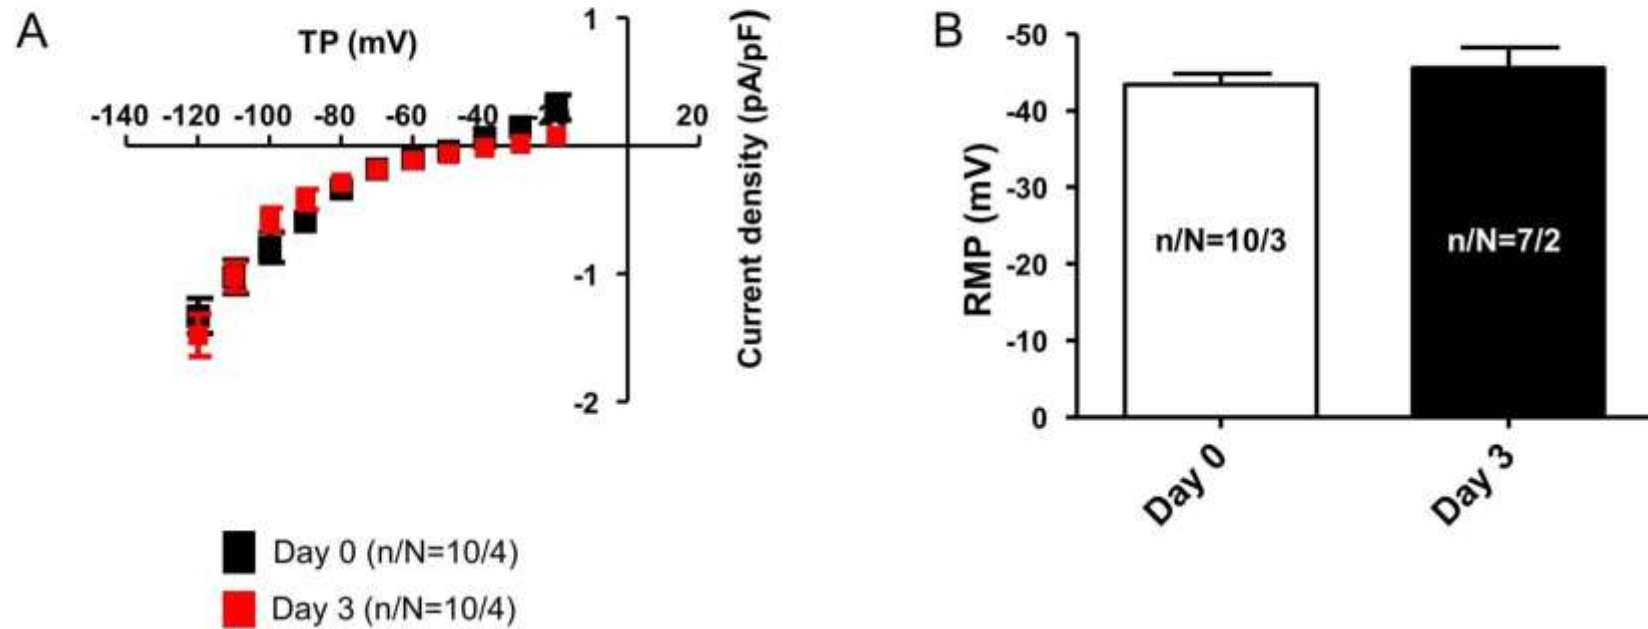 A
TP (mV)
-140 -120 -100 -80 -60 -40 20
1
-1
-2
Current density (pA/pF)
Day 0 (n/N=10/4)
Day 3 (n/N=10/4)
B
RMP (mV)
-50
-40
-30
-20
-10
0
n/N=10/3
n/N=7/2
Day 0
Day 3